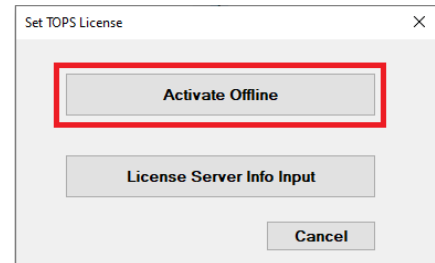 Set TOPS License
Activate Offline
License Server Info Input
Cancel